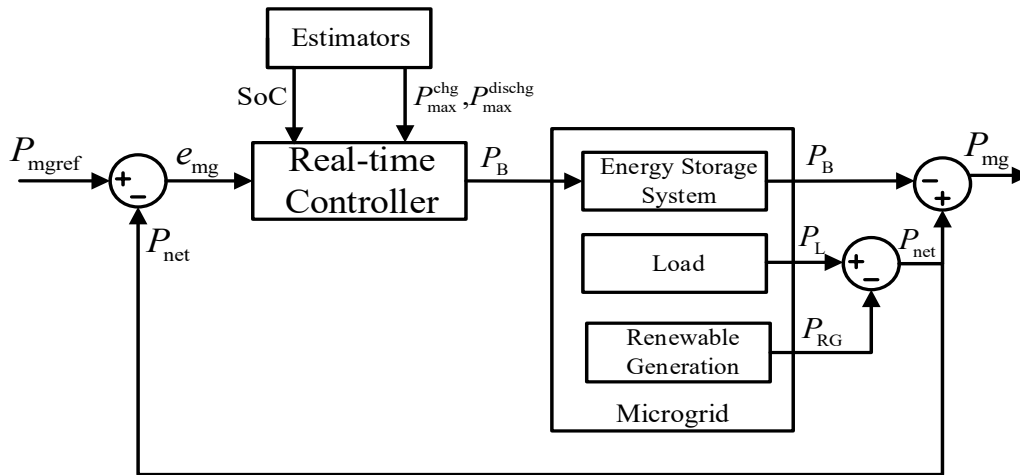 Estimators
SoC
P_max^chg, P_max^dischg
P_mgref
+
−
e_mg
Real-time
Controller
P_B
Energy Storage
System
P_B
−
+
P_mg
P_net
Load
P_L
+
−
P_net
Renewable
Generation
P_RG
Microgrid